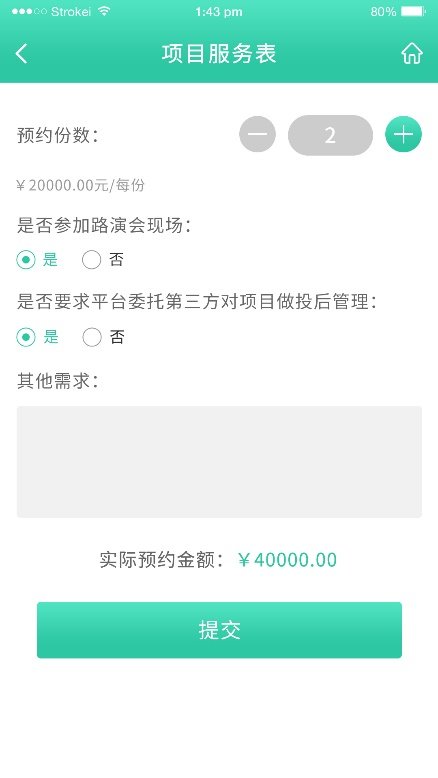 Strokei 1:43 pm 80%
项目服务表
预约份数： 2
￥20000.00元/每份
是否参加路演会现场：
是 否
是否要求平台委托第三方对项目做投后管理：
是 否
其他需求：
实际预约金额：￥40000.00
提交